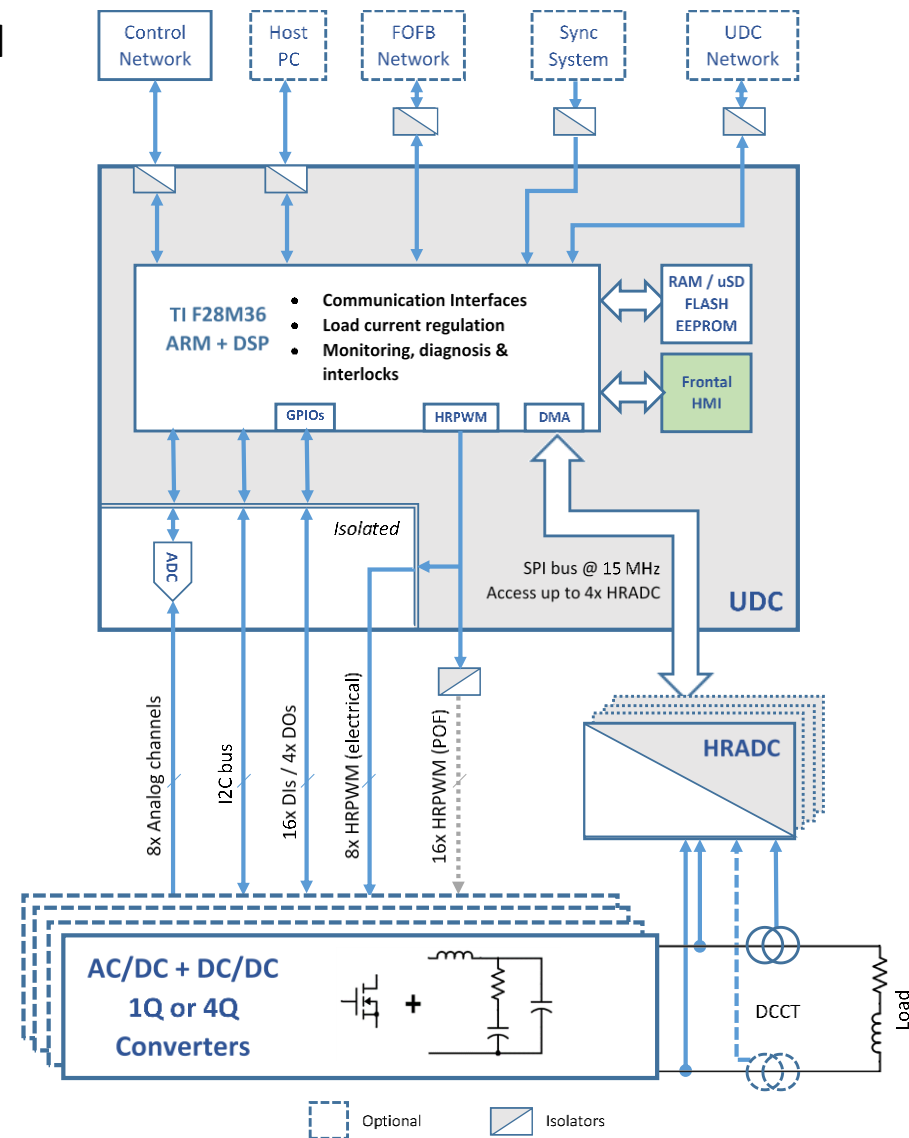 Control
Network
Host
PC
FOFB
Network
Sync
System
UDC
Network
TI F28M36
ARM + DSP
• Communication Interfaces
• Load current regulation
• Monitoring, diagnosis &
interlocks
RAM / uSD
FLASH
EEPROM
Frontal
HMI
GPIOs
HRPWM
DMA
Isolated
ADC
SPI bus @ 15 MHz
Access up to 4x HRADC
UDC
8x Analog channels
I2C bus
16x DIs / 4x DOs
8x HRPWM (electrical)
16x HRPWM (POF)
HRADC
AC/DC + DC/DC
1Q or 4Q
Converters
+
DCCT
Load
Optional
Isolators